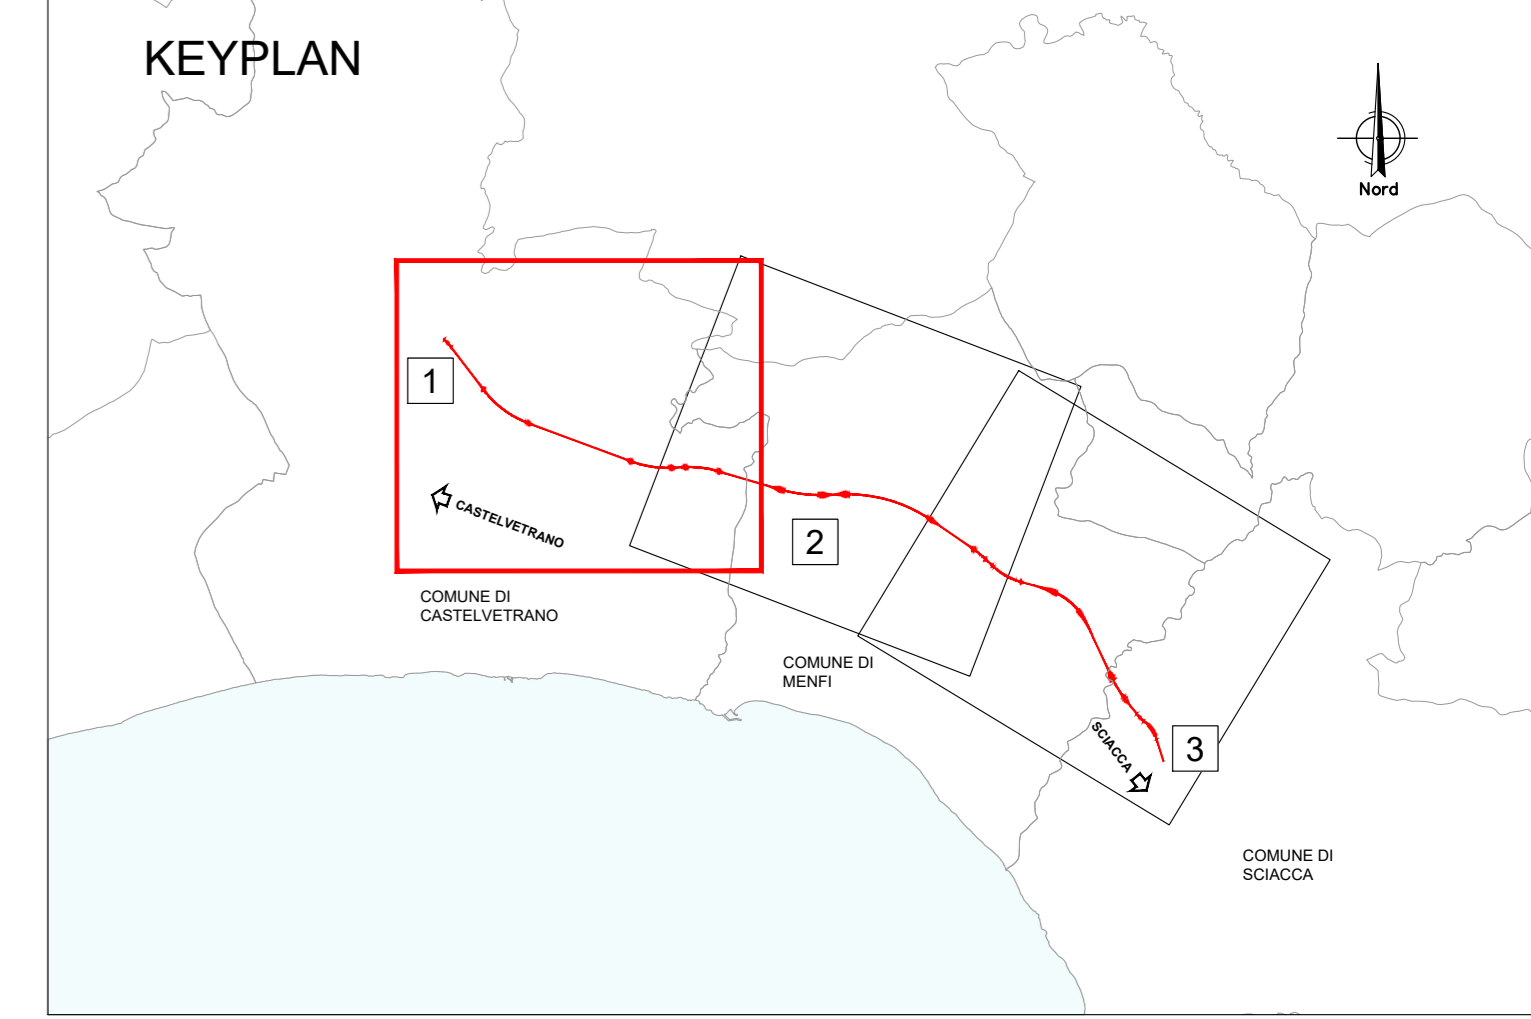 KEYPLAN
Nord
1
CASTELVETRANO
2
COMUNE DI
CASTELVETRANO
COMUNE DI
MENFI
SCIACCA
3
COMUNE DI
SCIACCA